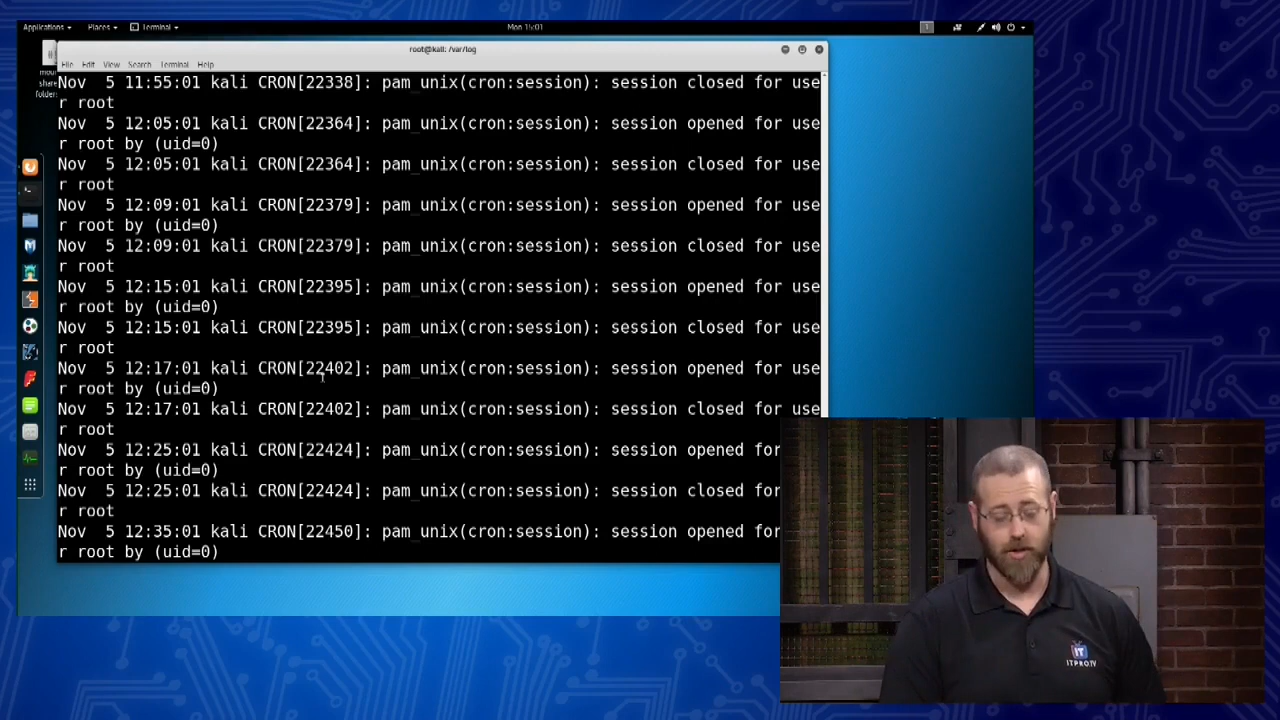 Applications Places Terminal Mon 15:01 1
root@kali: /var/log
File Edit View Search Terminal Help
Nov 5 11:55:01 kali CRON[22338]: pam_unix(cron:session): session closed for use
r root
Nov 5 12:05:01 kali CRON[22364]: pam_unix(cron:session): session opened for use
r root by (uid=0)
Nov 5 12:05:01 kali CRON[22364]: pam_unix(cron:session): session closed for use
r root
Nov 5 12:09:01 kali CRON[22379]: pam_unix(cron:session): session opened for use
r root by (uid=0)
Nov 5 12:09:01 kali CRON[22379]: pam_unix(cron:session): session closed for use
r root
Nov 5 12:15:01 kali CRON[22395]: pam_unix(cron:session): session opened for use
r root by (uid=0)
Nov 5 12:15:01 kali CRON[22395]: pam_unix(cron:session): session closed for use
r root
Nov 5 12:17:01 kali CRON[22402]: pam_unix(cron:session): session opened for use
r root by (uid=0)
Nov 5 12:17:01 kali CRON[22402]: pam_unix(cron:session): session closed for use
r root
Nov 5 12:25:01 kali CRON[22424]: pam_unix(cron:session): session opened for
r root by (uid=0)
Nov 5 12:25:01 kali CRON[22424]: pam_unix(cron:session): session closed for
r root
Nov 5 12:35:01 kali CRON[22450]: pam_unix(cron:session): session opened for
r root by (uid=0)
IT
ITPRO.TV